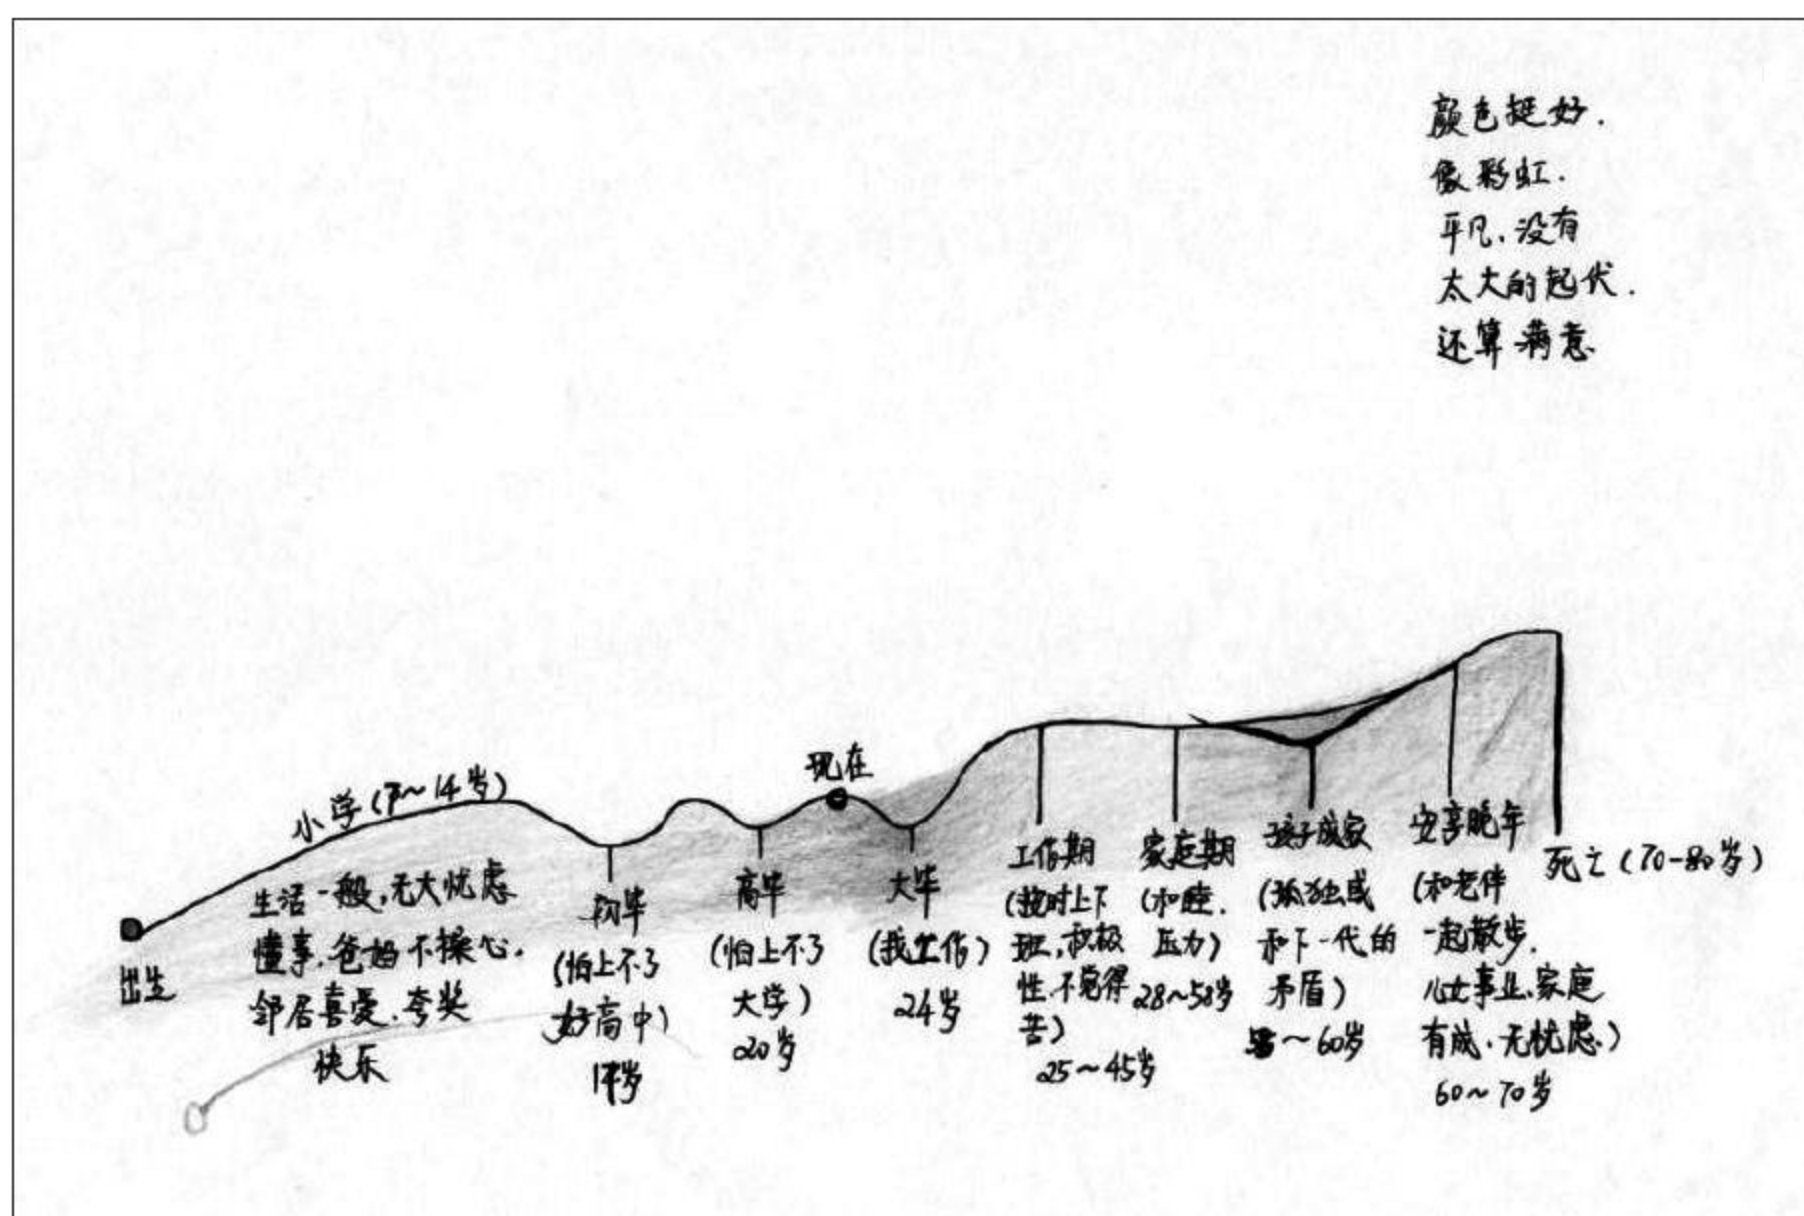 颜色挺好.
像彩虹.
平凡.没有
太大的起伏.
还算满意.
现在
小学(7~14岁)
出生
生活一般,无大忧虑
懂事.爸妈不操心.
邻居喜爱.夸奖
快乐
初毕
(怕上不了
好高中)
17岁
高毕
(怕上不了
大学)
20岁
大毕
(找工作)
24岁
工作期
(按时上下
班,积极
性.不觉得
苦)
25~45岁
家庭期
(和睦.
压力)
28~58岁
孩子成家
(孤独感
和下一代的
矛盾)
~60岁
安享晚年
(和老伴
一起散步.
儿女事业.家庭
有成.无忧虑.)
60~70岁
死亡(70-80岁)